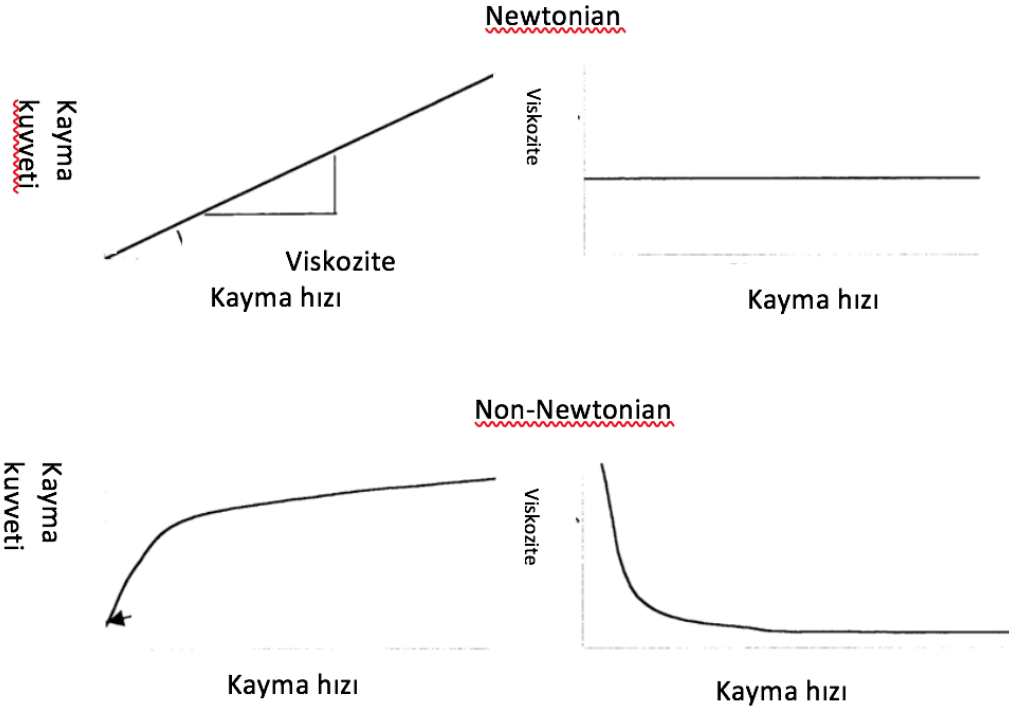 Newtonian
Kayma
kuvveti
Viskozite
Viskozite
Kayma hızı
Kayma hızı
Non-Newtonian
Kayma
kuvveti
Viskozite
Kayma hızı
Kayma hızı